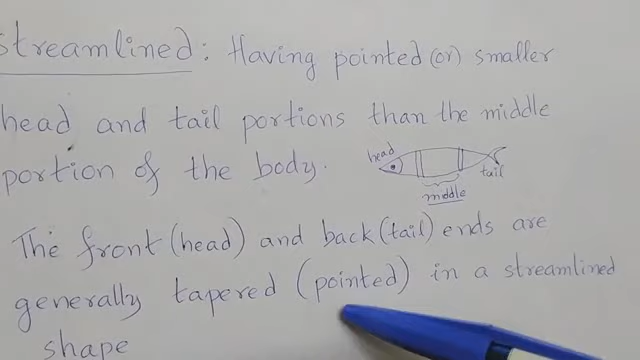 Streamlined : Having pointed (or) smaller
head and tail portions than the middle
portion of the body.
head
tail
middle
The front (head) and back (tail) ends are
generally tapered (pointed) in a streamlined
shape